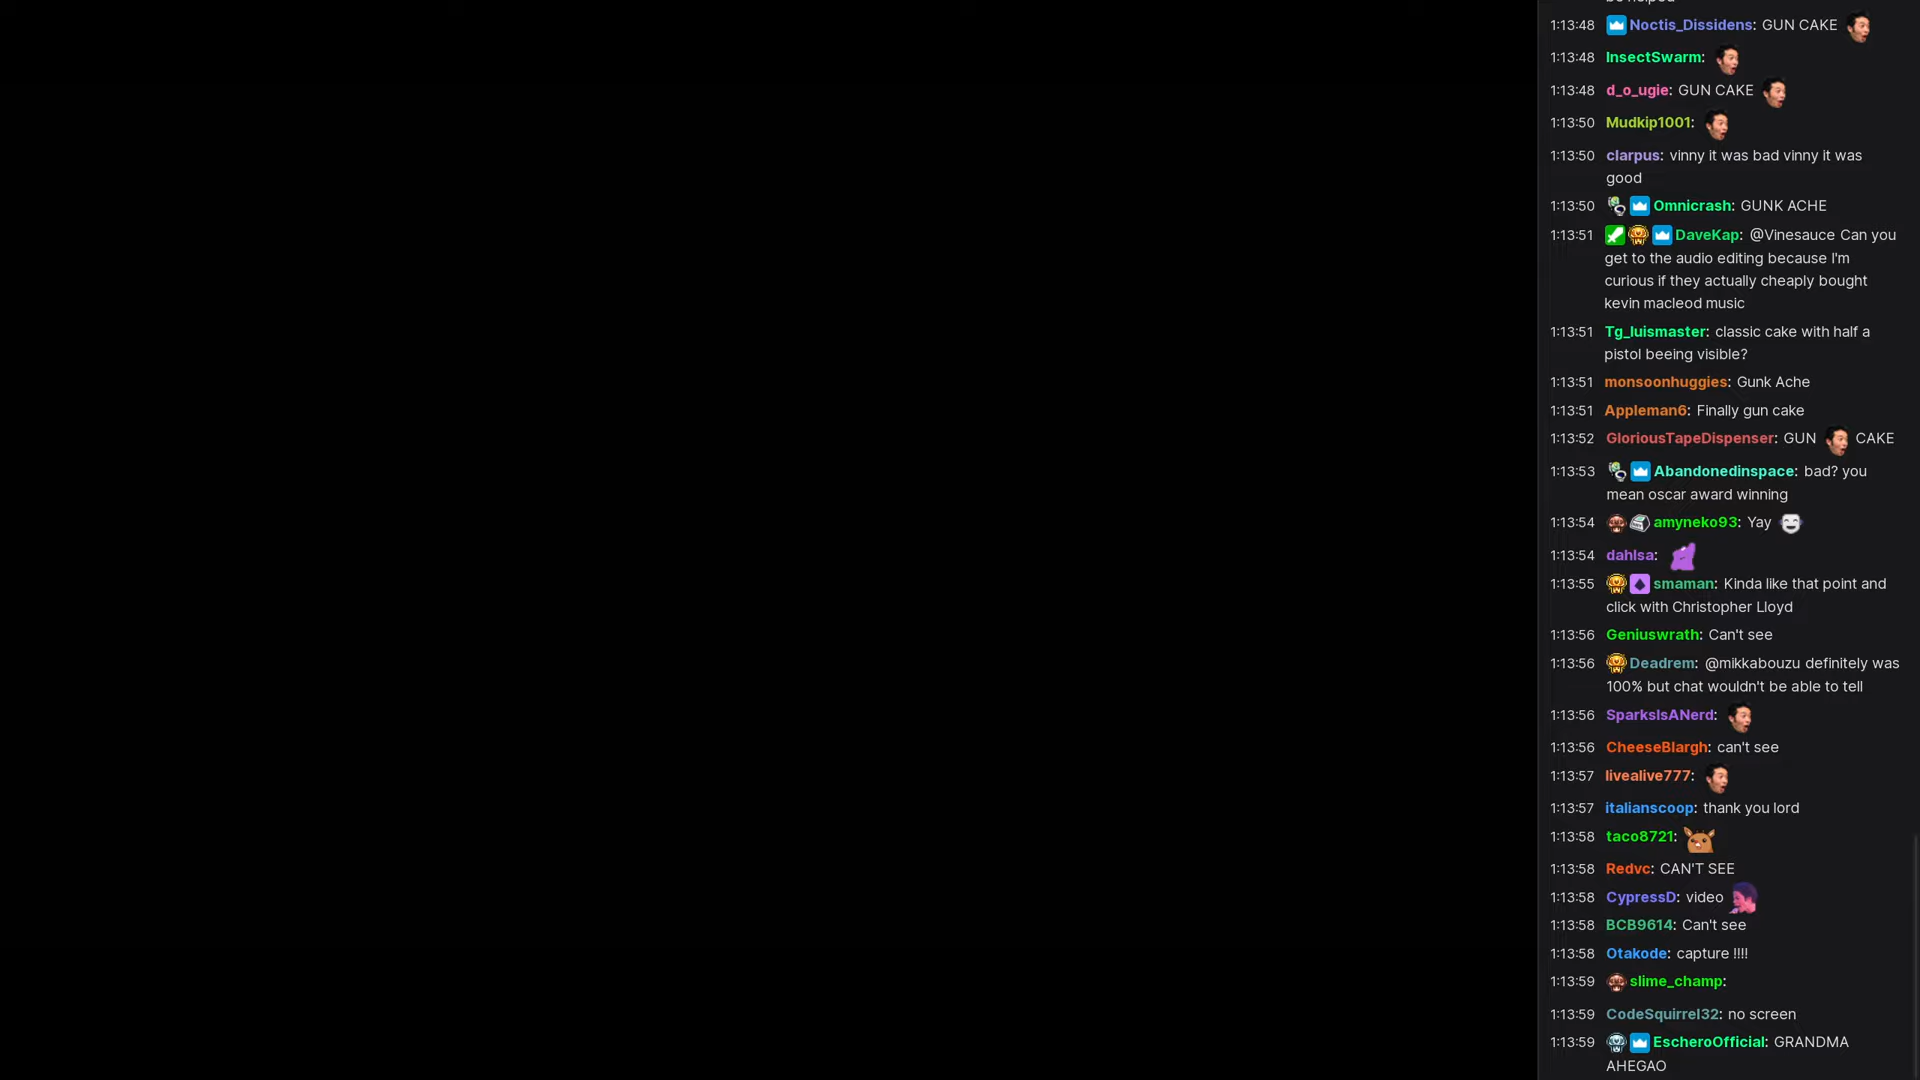 be helped
1:13:48 Noctis_Dissidens: GUN CAKE
1:13:48 InsectSwarm:
1:13:48 d_o_ugie: GUN CAKE
1:13:50 Mudkip1001:
1:13:50 clarpus: vinny it was bad vinny it was
good
1:13:50 Omnicrash: GUNK ACHE
1:13:51 DaveKap: @Vinesauce Can you
get to the audio editing because I'm
curious if they actually cheaply bought
kevin macleod music
1:13:51 Tg_luismaster: classic cake with half a
pistol beeing visible?
1:13:51 monsoonhuggies: Gunk Ache
1:13:51 Appleman6: Finally gun cake
1:13:52 GloriousTapeDispenser: GUN CAKE
1:13:53 Abandonedinspace: bad? you
mean oscar award winning
1:13:54 amyneko93: Yay
1:13:54 dahlsa:
1:13:55 smaman: Kinda like that point and
click with Christopher Lloyd
1:13:56 Geniuswrath: Can't see
1:13:56 Deadrem: @mikkabouzu definitely was
100% but chat wouldn't be able to tell
1:13:56 SparksIsANerd:
1:13:56 CheeseBlargh: can't see
1:13:57 livealive777:
1:13:57 italianscoop: thank you lord
1:13:58 taco8721:
1:13:58 Redvc: CAN'T SEE
1:13:58 CypressD: video
1:13:58 BCB9614: Can't see
1:13:58 Otakode: capture !!!!
1:13:59 slime_champ:
1:13:59 CodeSquirrel32: no screen
1:13:59 EscheroOfficial: GRANDMA
AHEGAO